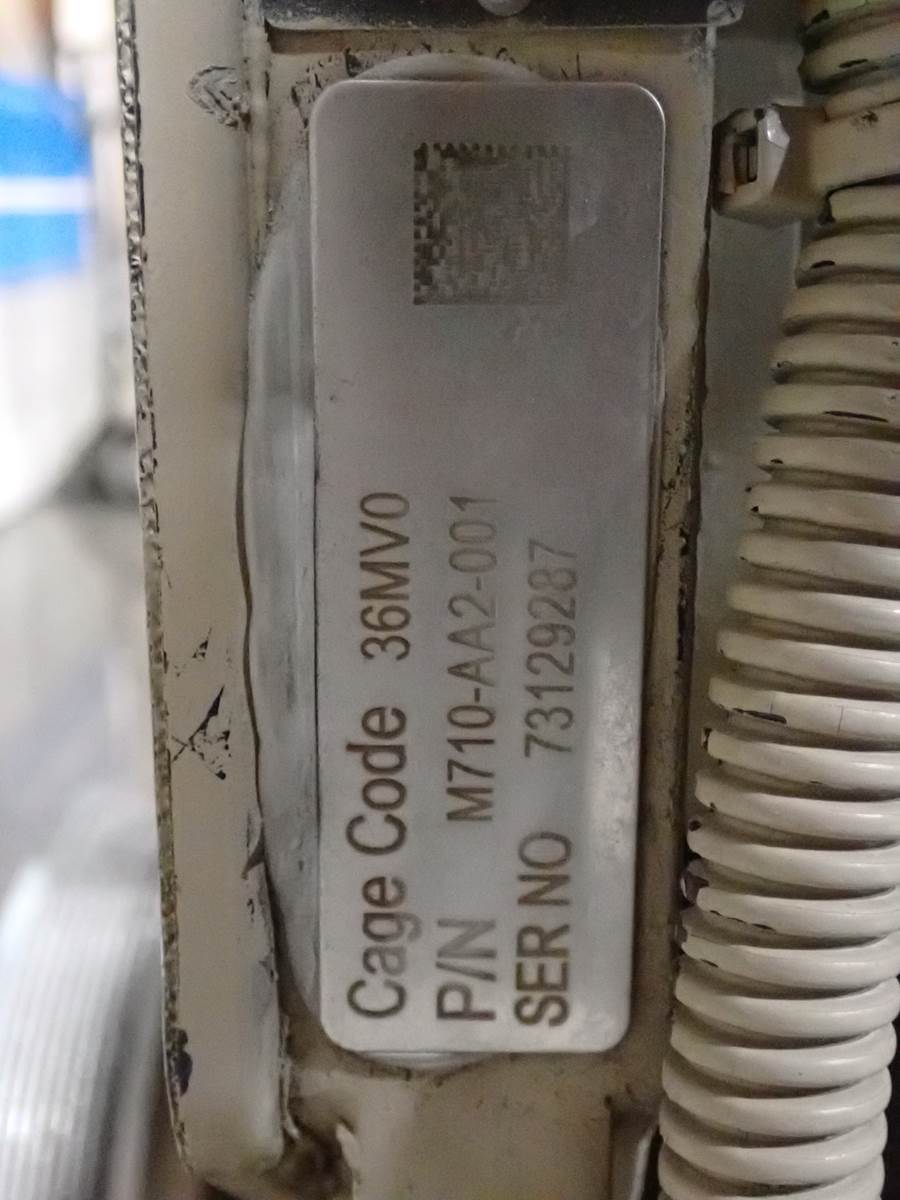 Cage Code 36MV0
P/N M710-AA2-001
SER NO 73129287